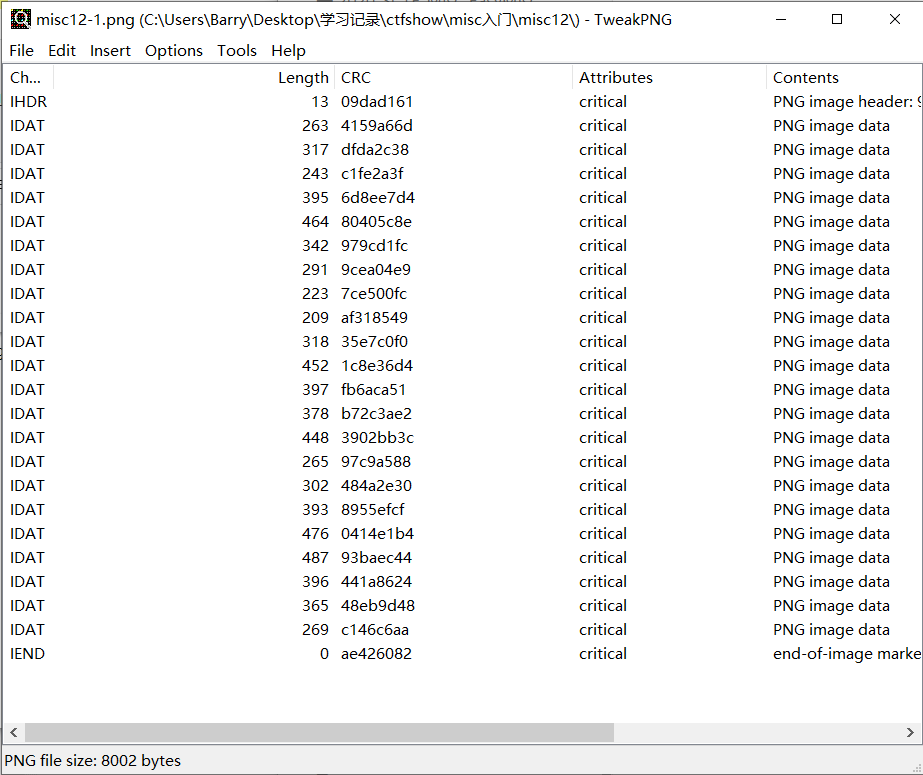 misc12-1.png (C:\Users\Barry\Desktop\学习记录\ctfshow\misc入门\misc12\) - TweakPNG
File Edit Insert Options Tools Help
Ch... Length CRC Attributes Contents
IHDR 13 09dad161 critical PNG image header:
IDAT 263 4159a66d critical PNG image data
IDAT 317 dfda2c38 critical PNG image data
IDAT 243 c1fe2a3f critical PNG image data
IDAT 395 6d8ee7d4 critical PNG image data
IDAT 464 80405c8e critical PNG image data
IDAT 342 979cd1fc critical PNG image data
IDAT 291 9cea04e9 critical PNG image data
IDAT 223 7ce500fc critical PNG image data
IDAT 209 af318549 critical PNG image data
IDAT 318 35e7c0f0 critical PNG image data
IDAT 452 1c8e36d4 critical PNG image data
IDAT 397 fb6aca51 critical PNG image data
IDAT 378 b72c3ae2 critical PNG image data
IDAT 448 3902bb3c critical PNG image data
IDAT 265 97c9a588 critical PNG image data
IDAT 302 484a2e30 critical PNG image data
IDAT 393 8955efcf critical PNG image data
IDAT 476 0414e1b4 critical PNG image data
IDAT 487 93baec44 critical PNG image data
IDAT 396 441a8624 critical PNG image data
IDAT 365 48eb9d48 critical PNG image data
IDAT 269 c146c6aa critical PNG image data
IEND 0 ae426082 critical end-of-image marke
PNG file size: 8002 bytes